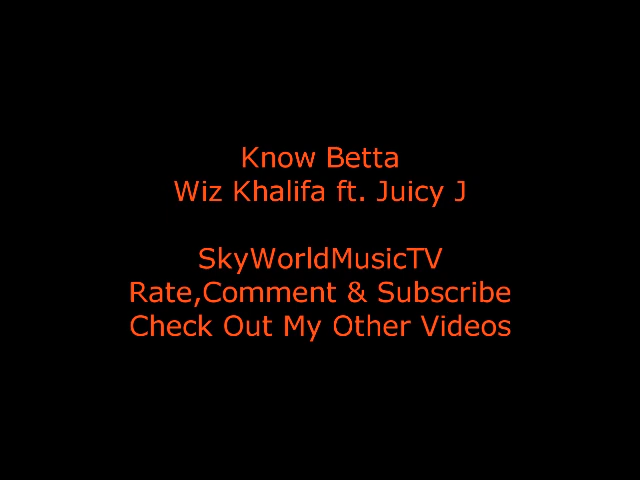 Know Betta
Wiz Khalifa ft. Juicy J
SkyWorldMusicTV
Rate,Comment & Subscribe
Check Out My Other Videos